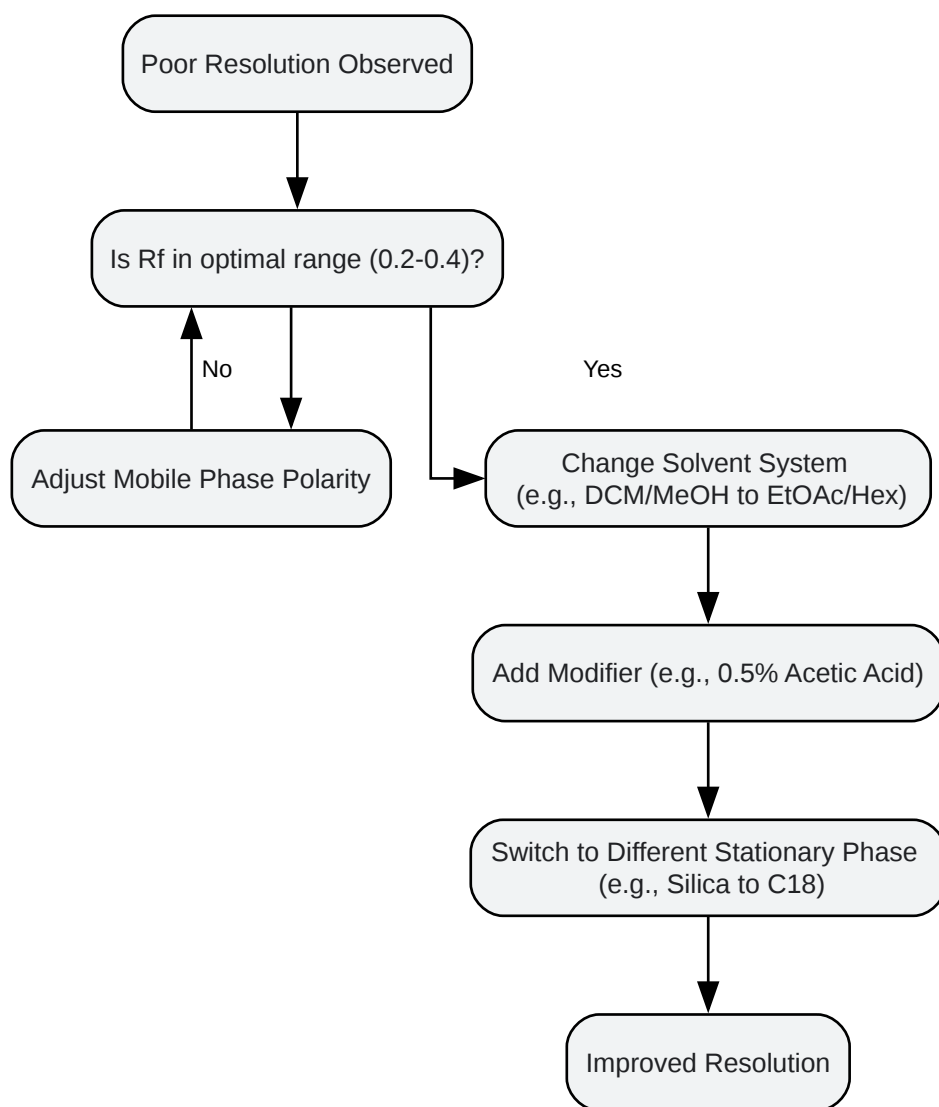 Poor Resolution Observed
Is Rf in optimal range (0.2-0.4)?
No
Yes
Adjust Mobile Phase Polarity
Change Solvent System
(e.g., DCM/MeOH to EtOAc/Hex)
Add Modifier (e.g., 0.5% Acetic Acid)
Switch to Different Stationary Phase
(e.g., Silica to C18)
Improved Resolution